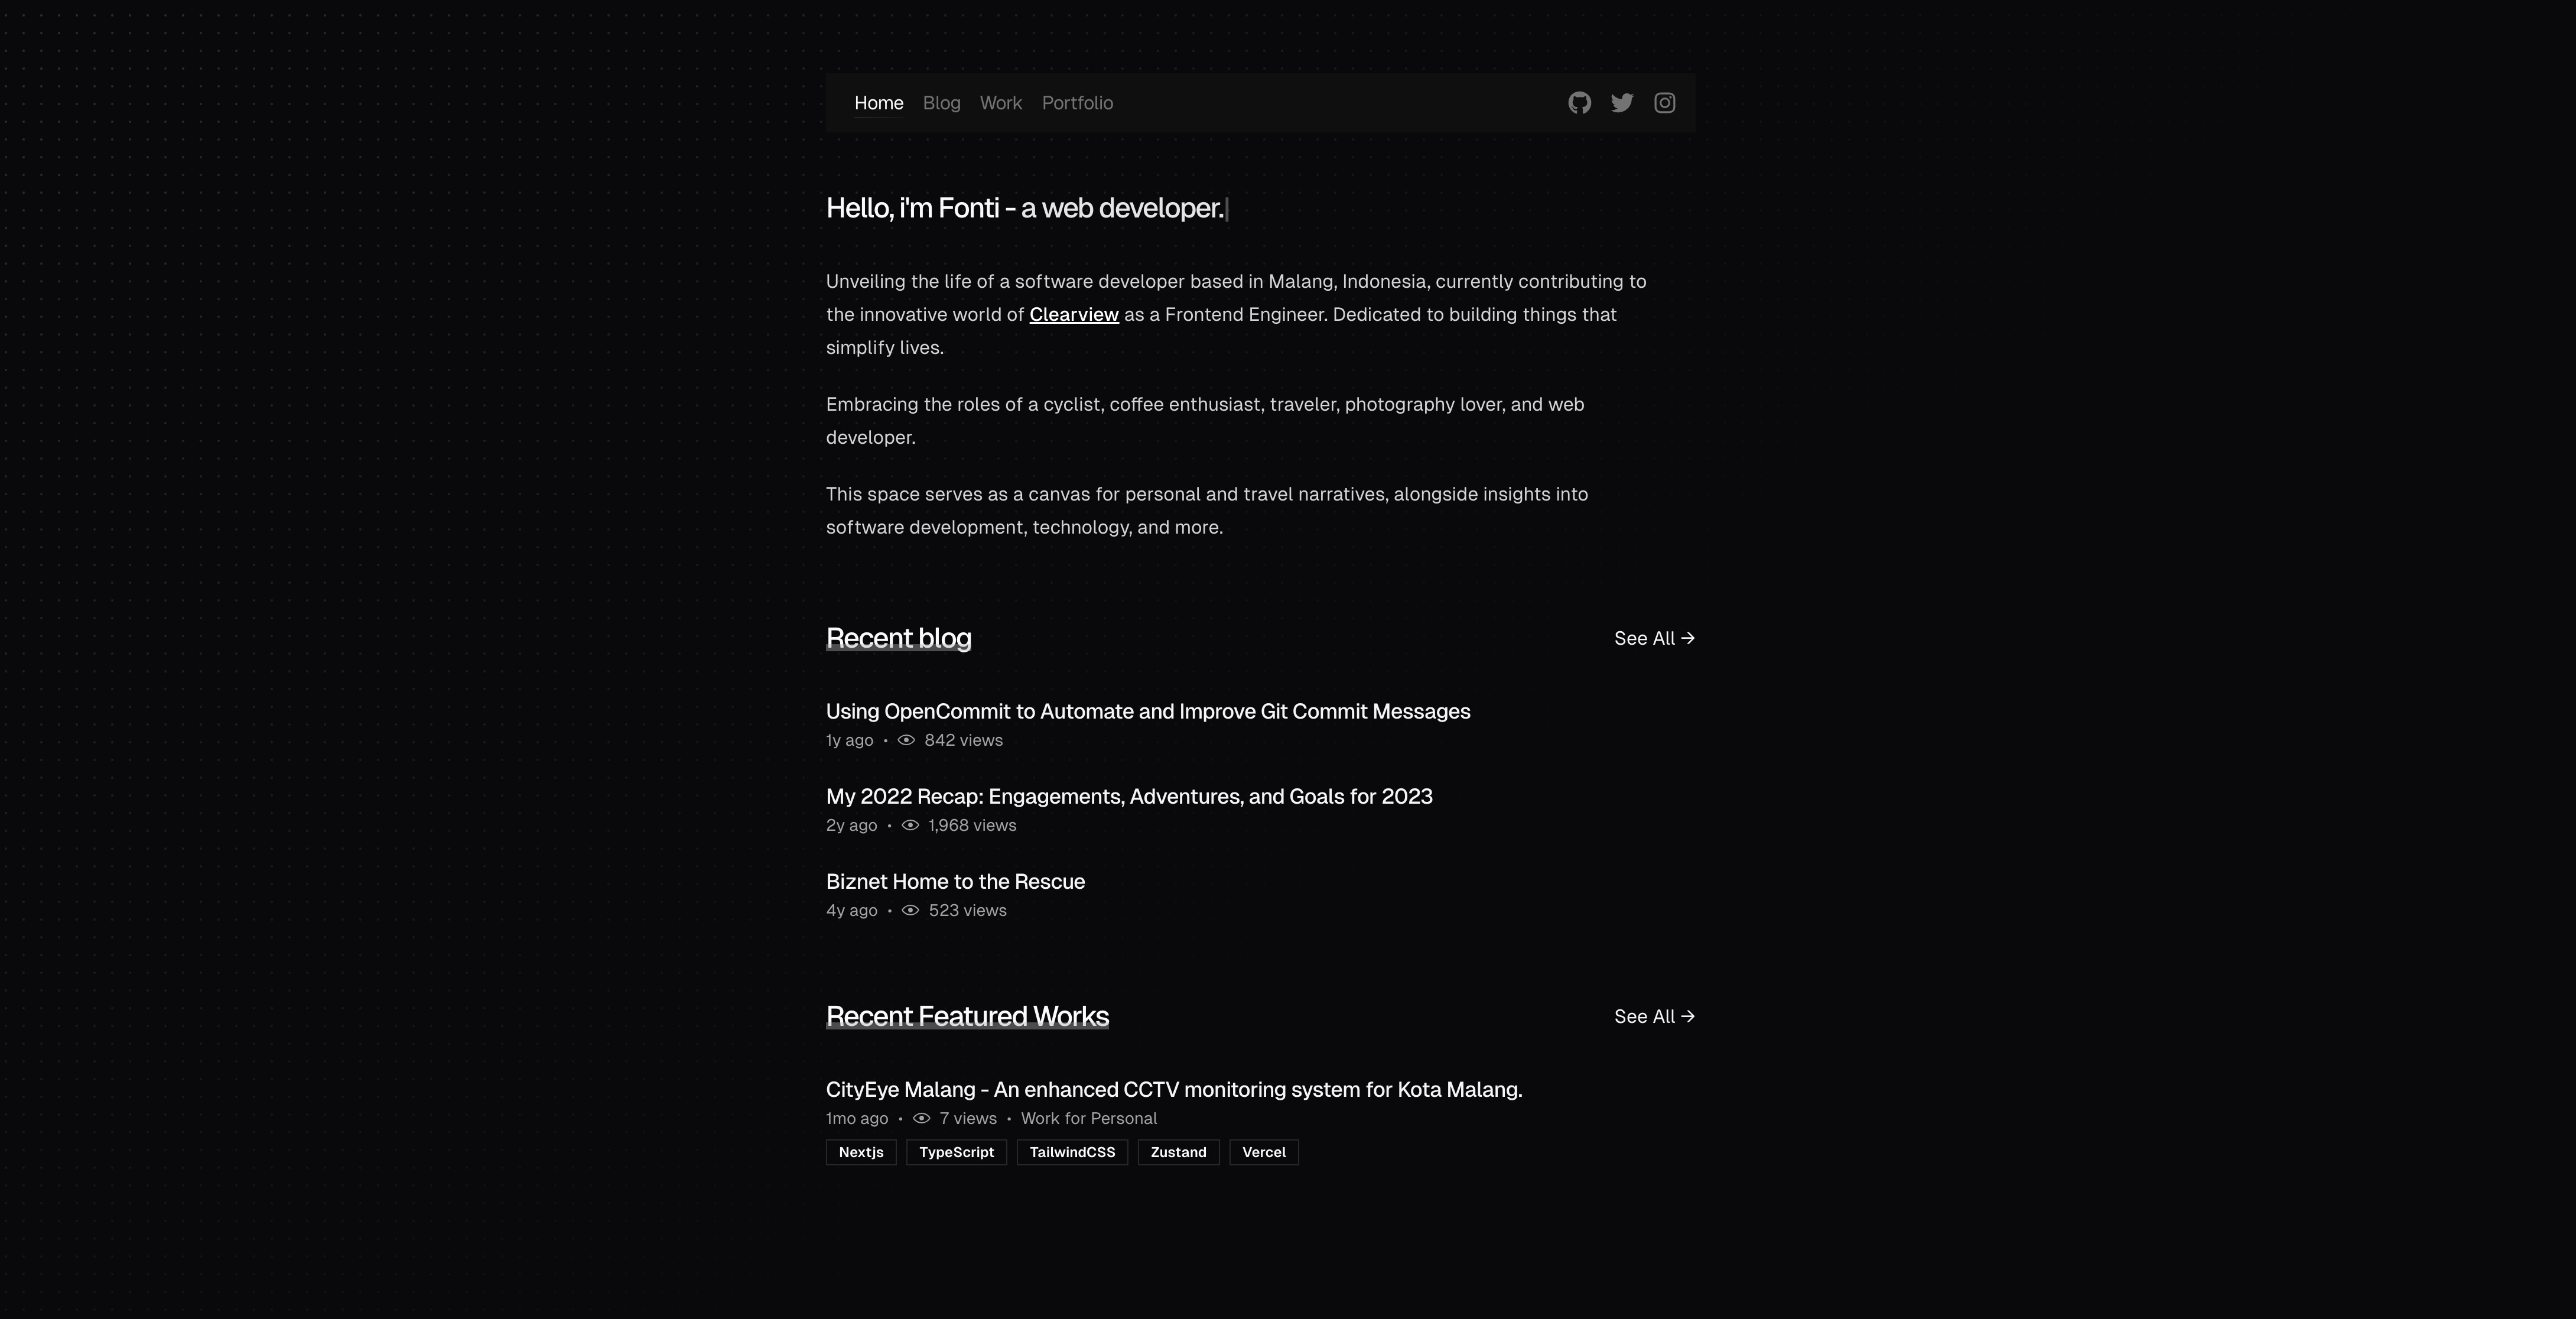 Home Blog Work Portfolio
Hello, i'm Fonti - a web developer.
Unveiling the life of a software developer based in Malang, Indonesia, currently contributing to
the innovative world of Clearview as a Frontend Engineer. Dedicated to building things that
simplify lives.
Embracing the roles of a cyclist, coffee enthusiast, traveler, photography lover, and web
developer.
This space serves as a canvas for personal and travel narratives, alongside insights into
software development, technology, and more.
Recent blog See All →
Using OpenCommit to Automate and Improve Git Commit Messages
1y ago • 842 views
My 2022 Recap: Engagements, Adventures, and Goals for 2023
2y ago • 1,968 views
Biznet Home to the Rescue
4y ago • 523 views
Recent Featured Works See All →
CityEye Malang - An enhanced CCTV monitoring system for Kota Malang.
1mo ago • 7 views • Work for Personal
Nextjs TypeScript TailwindCSS Zustand Vercel